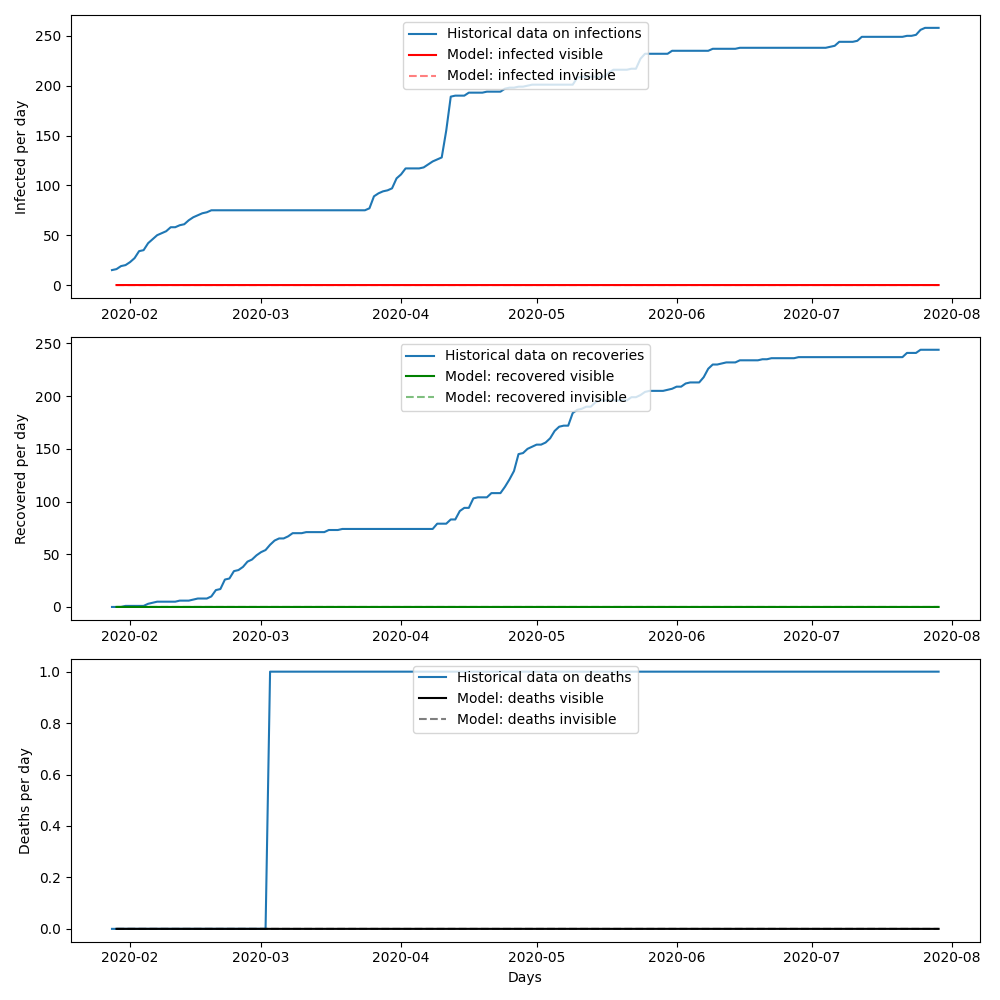 Infected per day
250
200
150
100
50
0
Historical data on infections
Model: infected visible
Model: infected invisible
2020-02 2020-03 2020-04 2020-05 2020-06 2020-07 2020-08
Recovered per day
250
200
150
100
50
0
Historical data on recoveries
Model: recovered visible
Model: recovered invisible
2020-02 2020-03 2020-04 2020-05 2020-06 2020-07 2020-08
Deaths per day
1.0
0.8
0.6
0.4
0.2
0.0
Historical data on deaths
Model: deaths visible
Model: deaths invisible
2020-02 2020-03 2020-04 2020-05 2020-06 2020-07 2020-08
Days